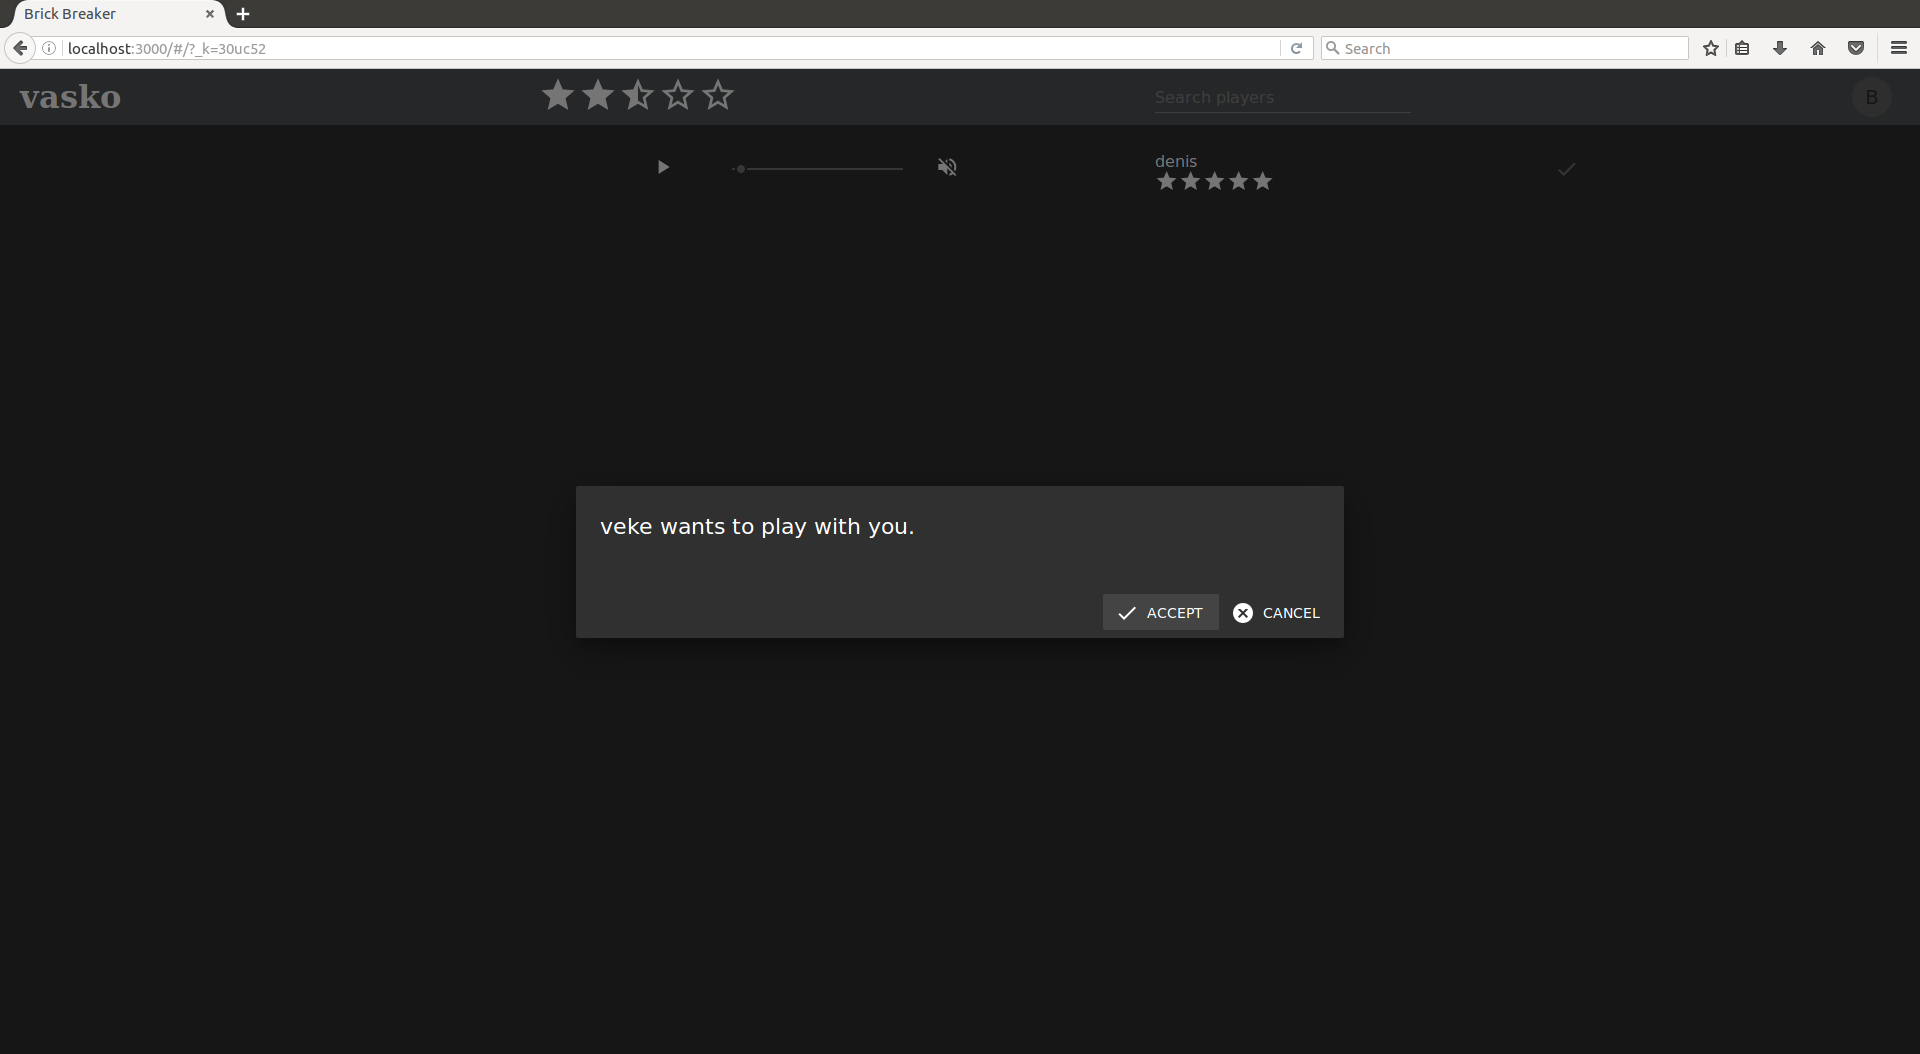 Brick Breaker
localhost:3000/#/?_k=30uc52
Search
vasko
Search players
B
denis
veke wants to play with you.
ACCEPT
CANCEL